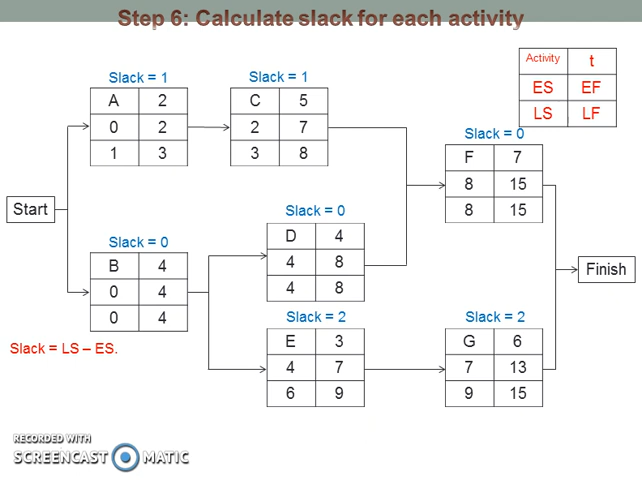 Step 6: Calculate slack for each activity
Activity t
ES EF
LS LF
Slack = 1
A 2
0 2
1 3
Slack = 1
C 5
2 7
3 8
Slack = 0
F 7
8 15
8 15
Start
Slack = 0
D 4
4 8
4 8
Slack = 0
B 4
0 4
0 4
Finish
Slack = 2
E 3
4 7
6 9
Slack = 2
G 6
7 13
9 15
Slack = LS – ES.
RECORDED WITH
SCREENCAST MATIC